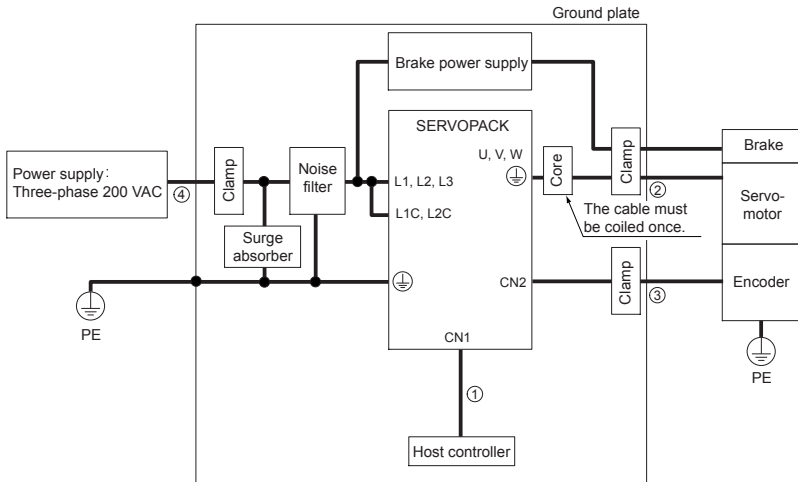 Ground plate
Brake power supply
SERVOPACK
U, V, W
Power supply:
Three-phase 200 VAC
④
Clamp
Noise
filter
L1, L2, L3
L1C, L2C
Core
Clamp
②
Brake
Servo-
motor
The cable must
be coiled once.
Surge
absorber
CN2
Clamp
③
Encoder
PE
CN1
PE
①
Host controller